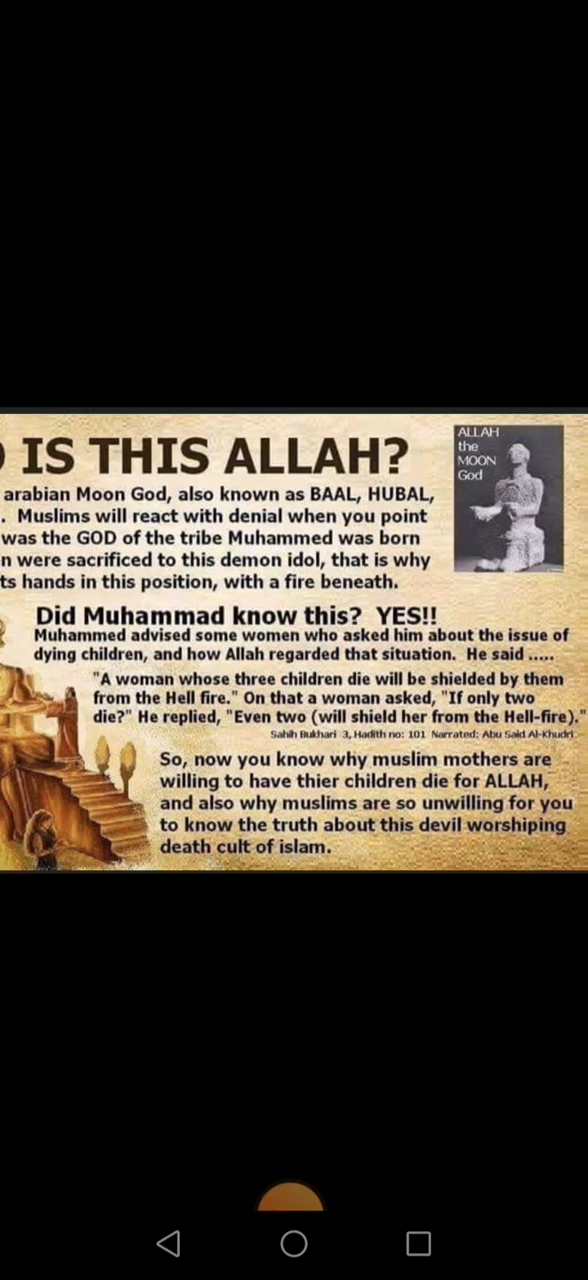 IS THIS ALLAH?
ALLAH
the
MOON
God
arabian Moon God, also known as BAAL, HUBAL,
. Muslims will react with denial when you point
was the GOD of the tribe Muhammed was born
n were sacrificed to this demon idol, that is why
ts hands in this position, with a fire beneath.
Did Muhammad know this? YES!!
Muhammed advised some women who asked him about the issue of
dying children, and how Allah regarded that situation. He said .....
"A woman whose three children die will be shielded by them
from the Hell fire." On that a woman asked, "If only two
die?" He replied, "Even two (will shield her from the Hell-fire)."
Sahih Bukhari 3, Hadith no: 101 Narrated; Abu Said Al-Khudri
So, now you know why muslim mothers are
willing to have thier children die for ALLAH,
and also why muslims are so unwilling for you
to know the truth about this devil worshiping
death cult of islam.